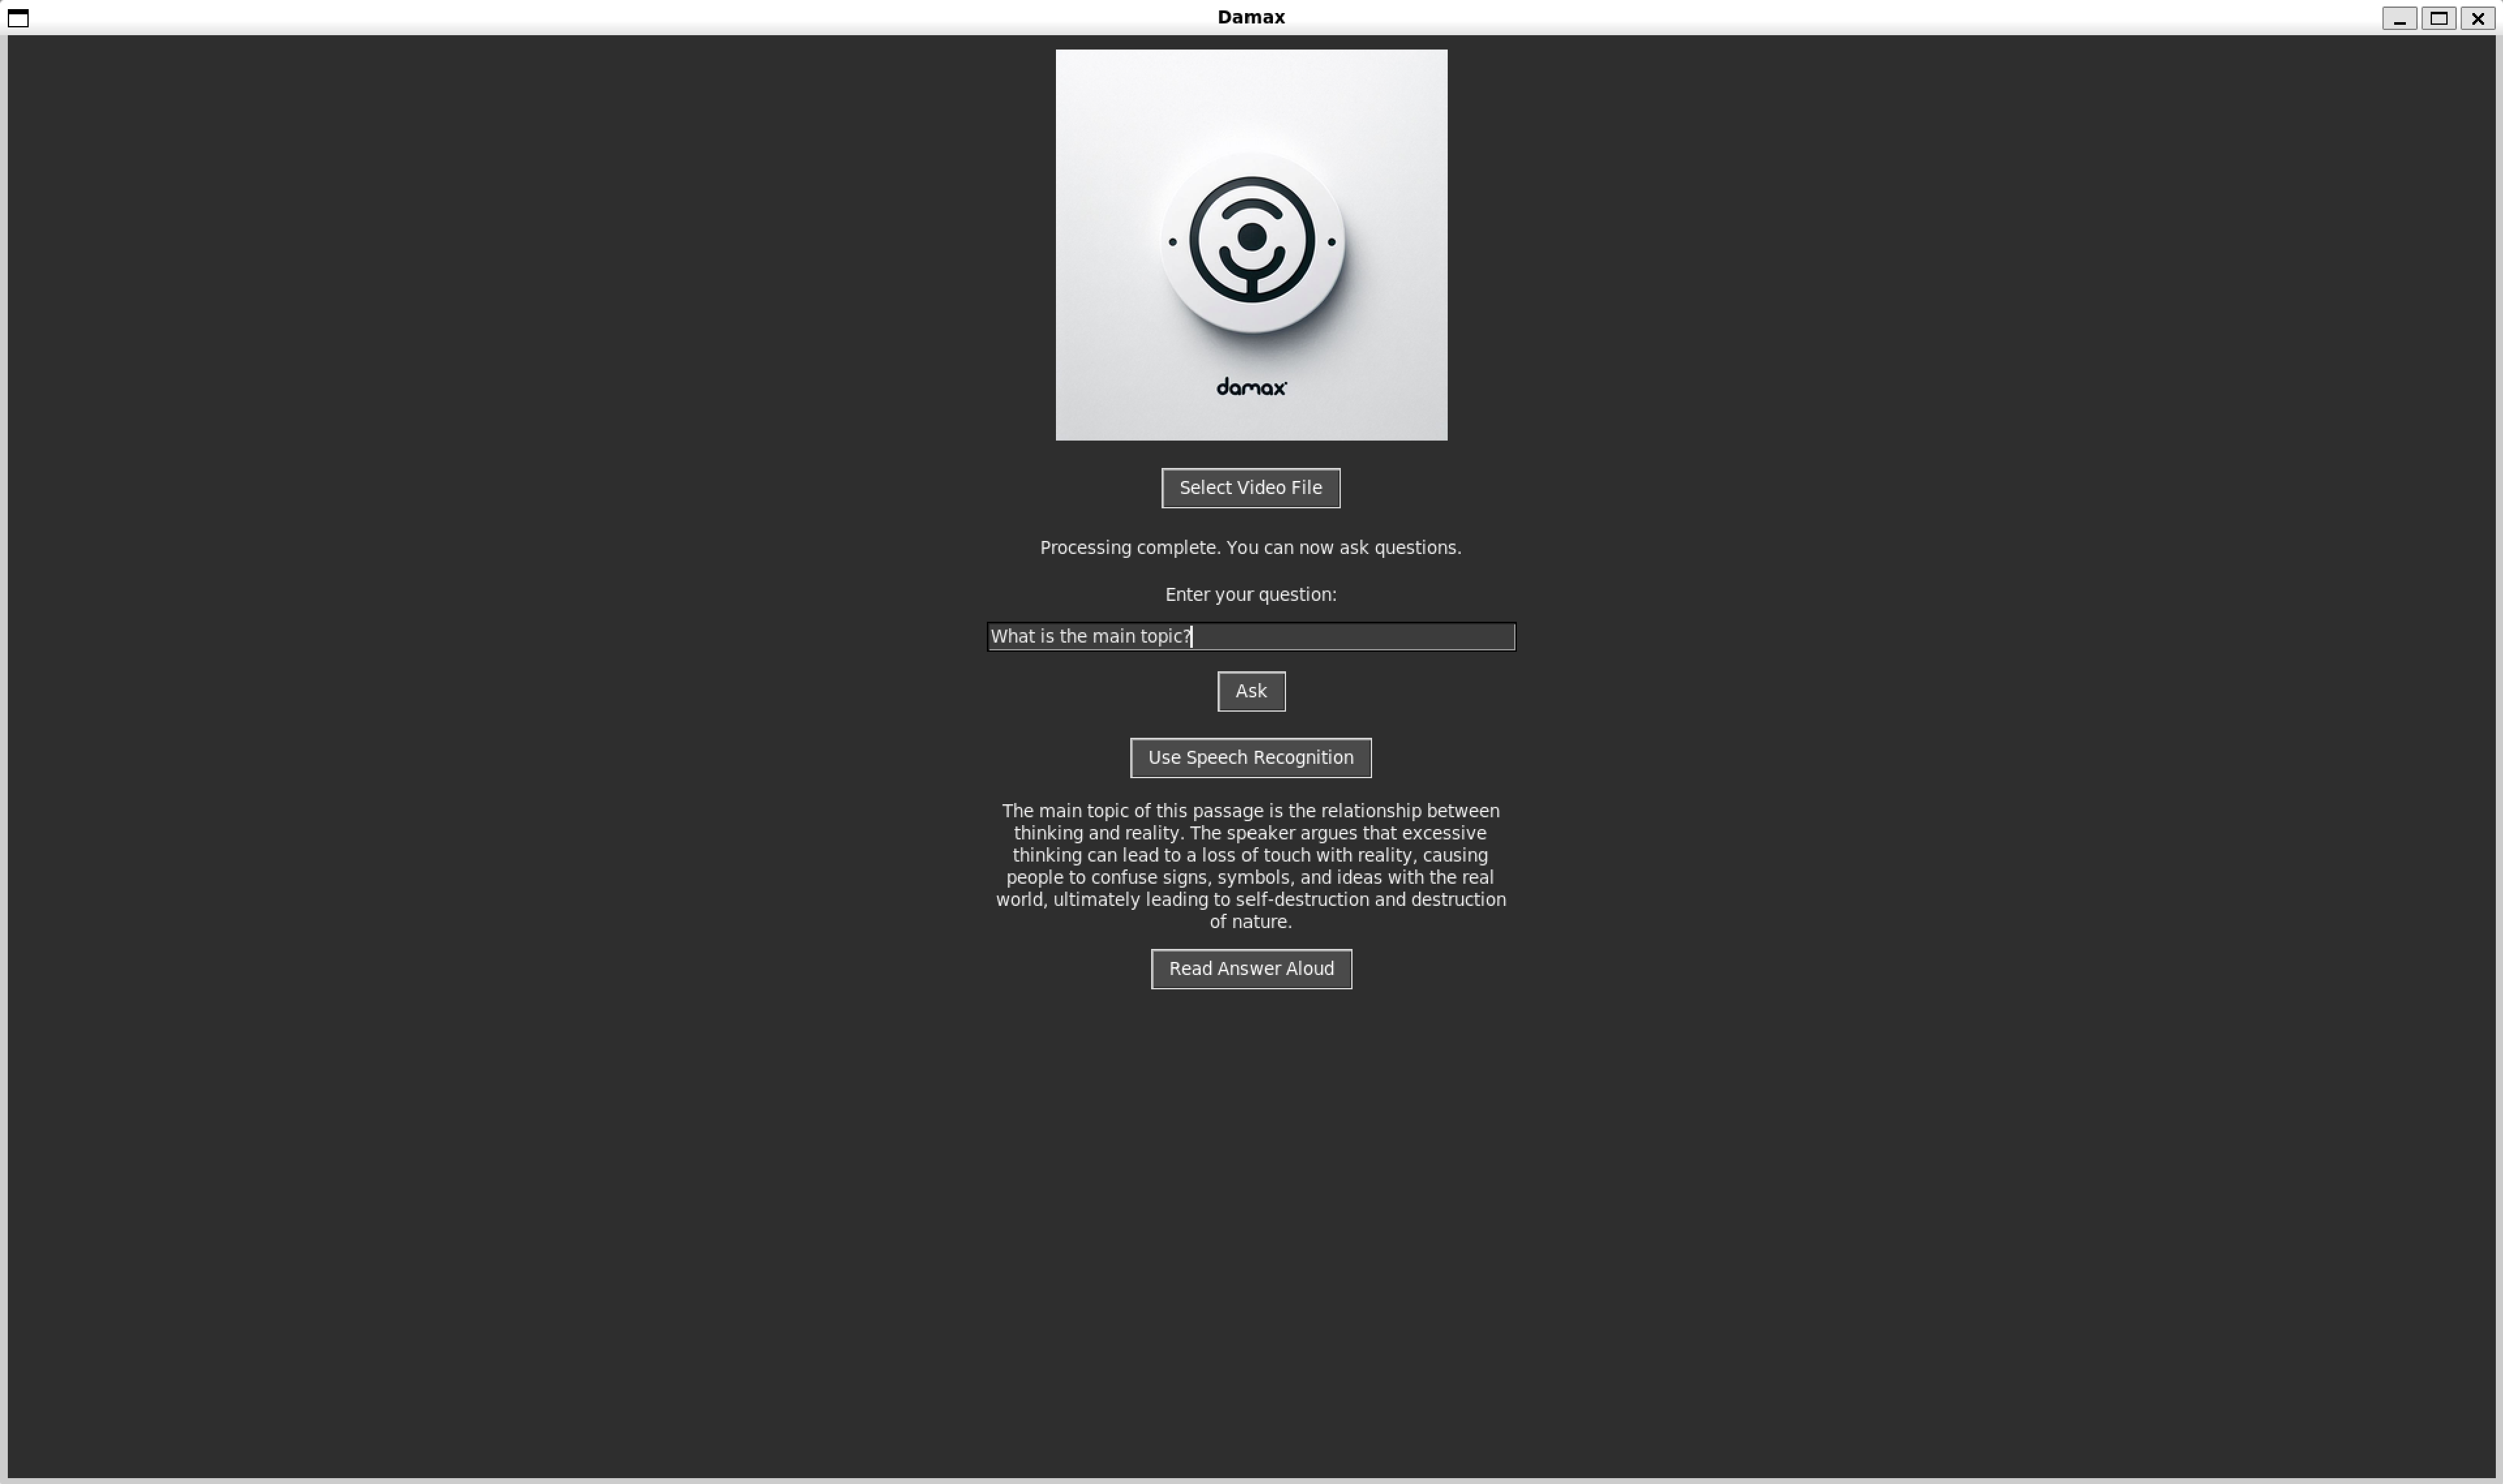 Damax
damax
Select Video File
Processing complete. You can now ask questions.
Enter your question:
What is the main topic?
Ask
Use Speech Recognition
The main topic of this passage is the relationship between
thinking and reality. The speaker argues that excessive
thinking can lead to a loss of touch with reality, causing
people to confuse signs, symbols, and ideas with the real
world, ultimately leading to self-destruction and destruction
of nature.
Read Answer Aloud